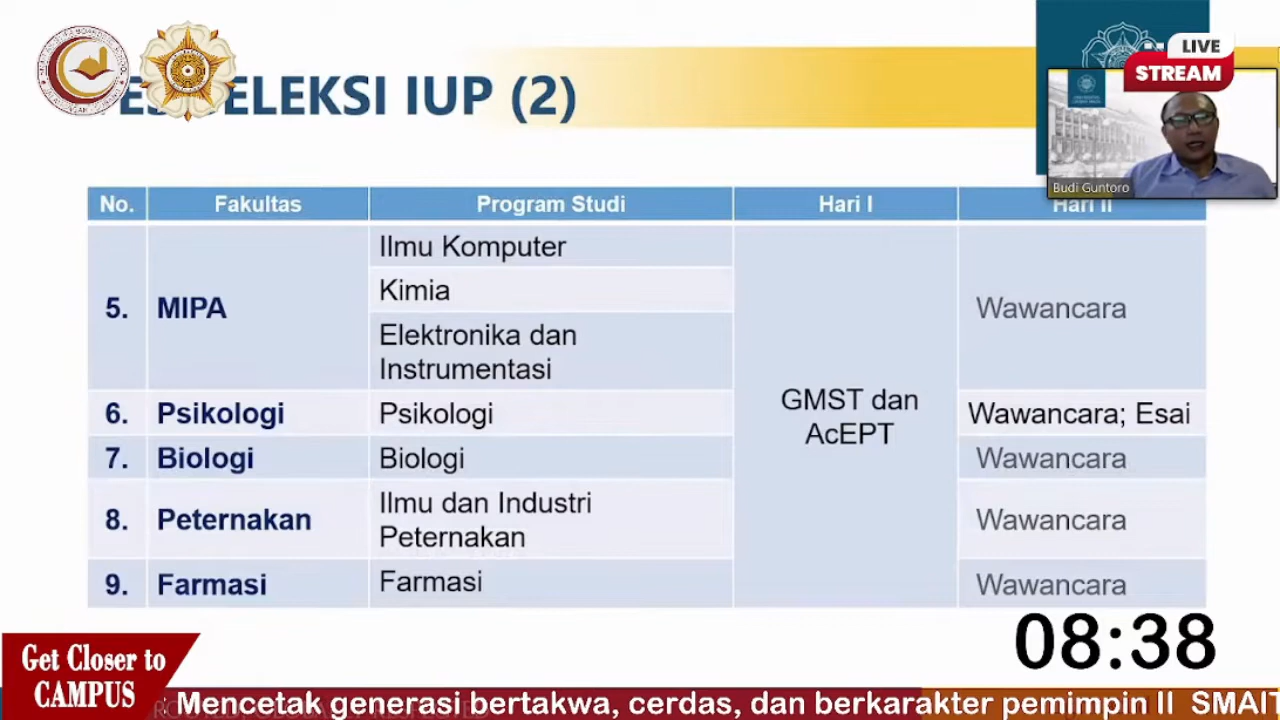 ELEKSI IUP (2)
LIVE
STREAM
Budi Guntoro
No. Fakultas Program Studi Hari I Hari II
5. MIPA Ilmu Komputer
Kimia
Elektronika dan
Instrumentasi
Wawancara
6. Psikologi Psikologi Wawancara; Esai
7. Biologi Biologi Wawancara
8. Peternakan Ilmu dan Industri
Peternakan
Wawancara
9. Farmasi Farmasi Wawancara
GMST dan
AcEPT
08:38
Get Closer to
CAMPUS
Mencetak generasi bertakwa, cerdas, dan berkarakter pemimpin II SMAIT